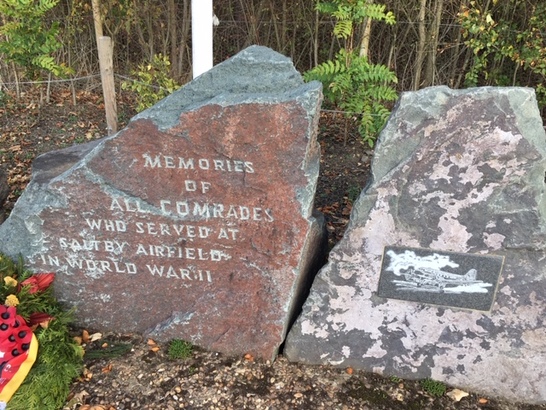 MEMORIES
OF
ALL COMRADES
WHO SERVED AT
SALTBY AIRFIELD
IN WORLD WAR II